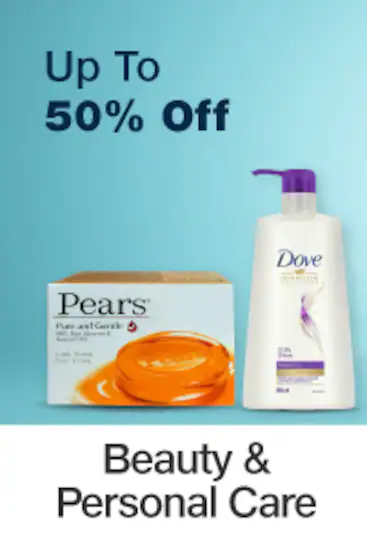 Up To
50% Off
Pears
Pure and Gentle
Dove
Beauty &
Personal Care